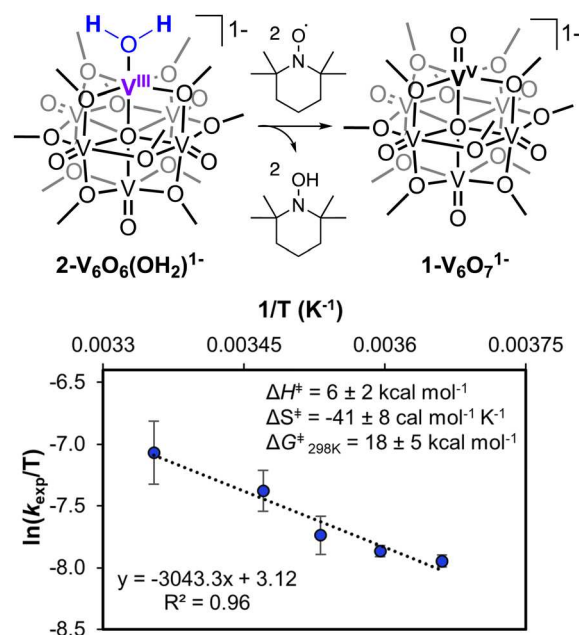 H H
O
1-
V^III
O O O O
O V V O
O O O O
V V
O O O O
O V O
O
2-V₆O₆(OH₂)¹⁻
2 O•
N
2 OH
N
1-
O
V^V
O O O O
O V V O
O O O O
V V
O O O O
O V O
O
1-V₆O₇¹⁻
1/T (K⁻¹)
0.0033 0.00345 0.0036 0.00375
ln(k_exp/T)
-6.5
-7.0
-7.5
-8.0
-8.5
ΔH‡ = 6 ± 2 kcal mol⁻¹
ΔS‡ = -41 ± 8 cal mol⁻¹ K⁻¹
ΔG‡ ₂₉₈K = 18 ± 5 kcal mol⁻¹
y = -3043.3x + 3.12
R² = 0.96